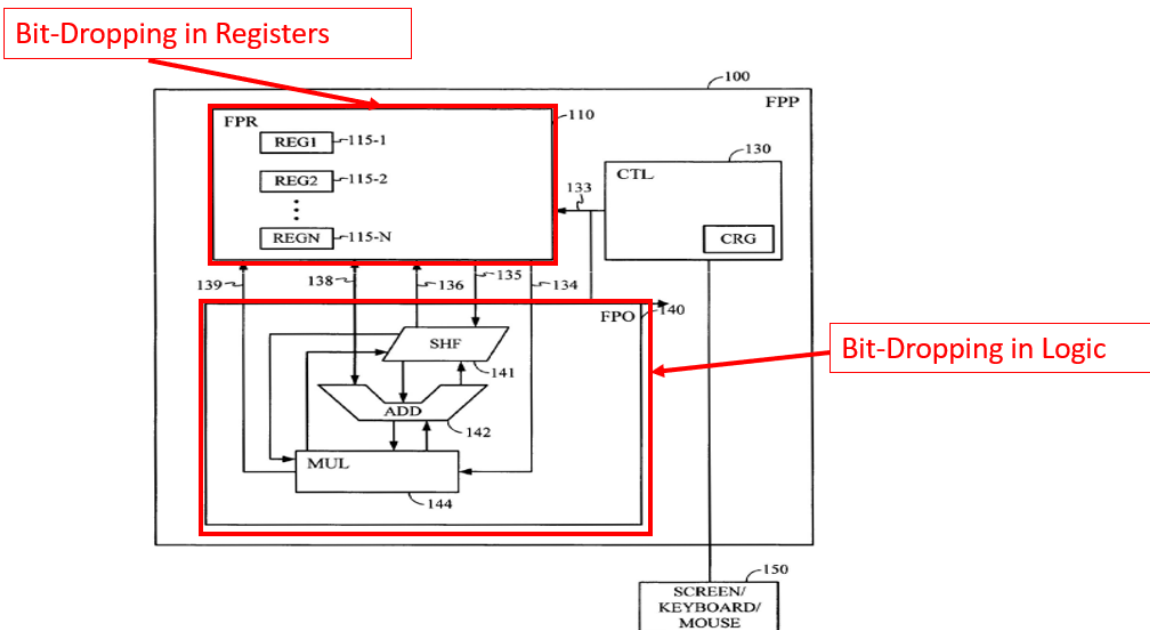 Bit-Dropping in Registers
100
FPP
FPR
110
REG1
115-1
130
CTL
REG2
115-2
133
REGN
115-N
CRG
139
138
136
135
134
FPO
140
SHF
141
Bit-Dropping in Logic
ADD
142
MUL
144
150
SCREEN/
KEYBOARD/
MOUSE